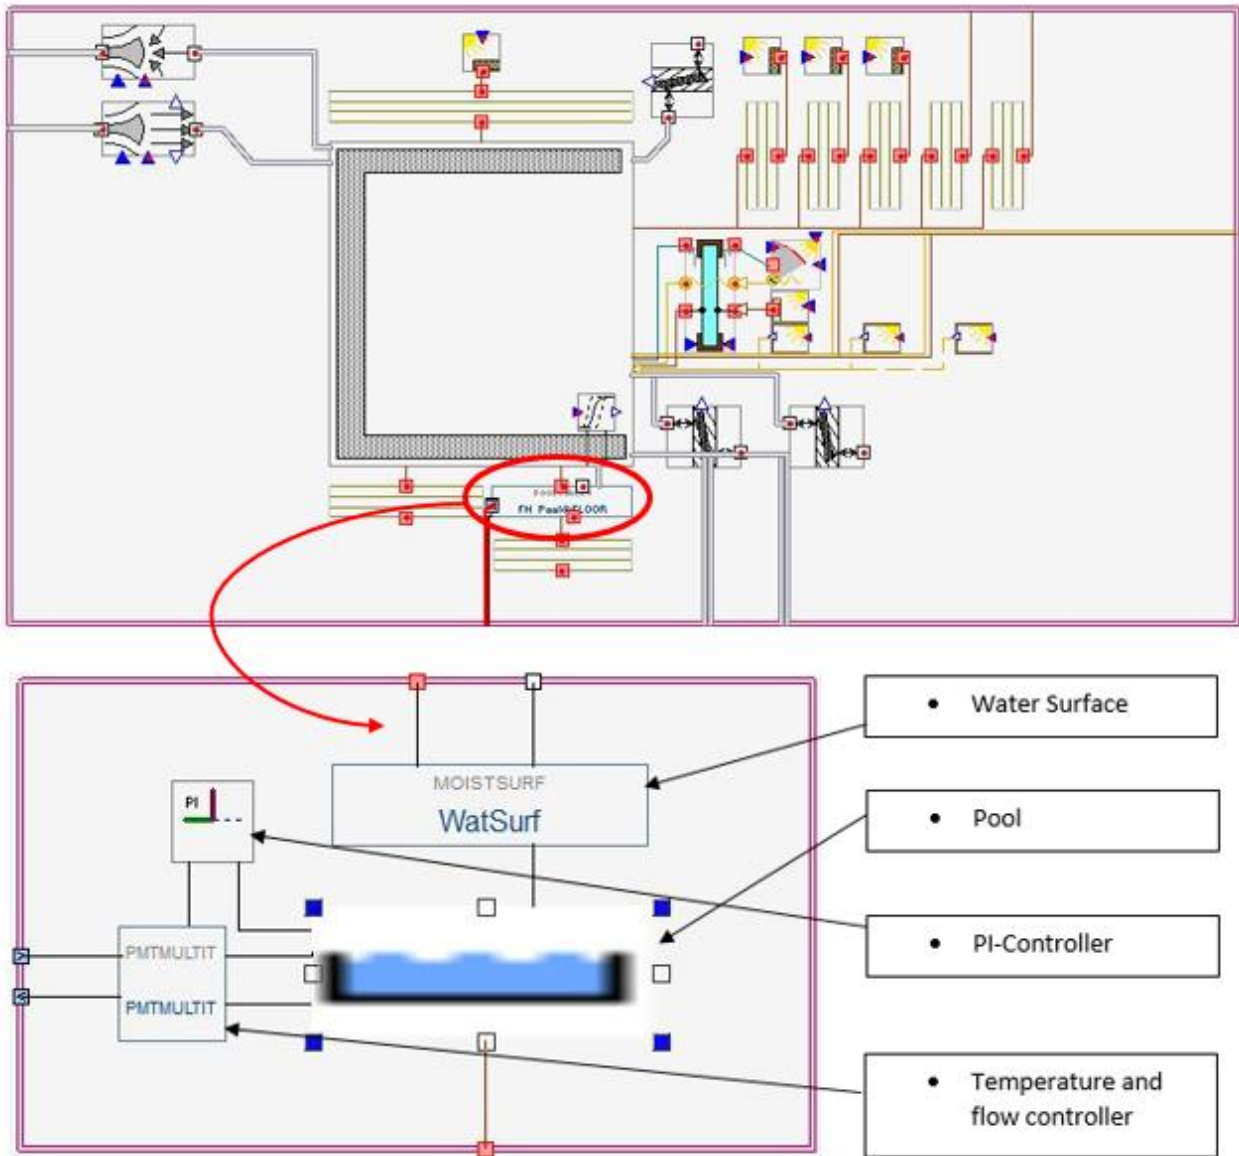 FH Pool&FLOOR
Water Surface
MOISTSURF
WatSurf
PI
Pool
PMTMULTIT
PMTMULTIT
PI-Controller
Temperature and
flow controller